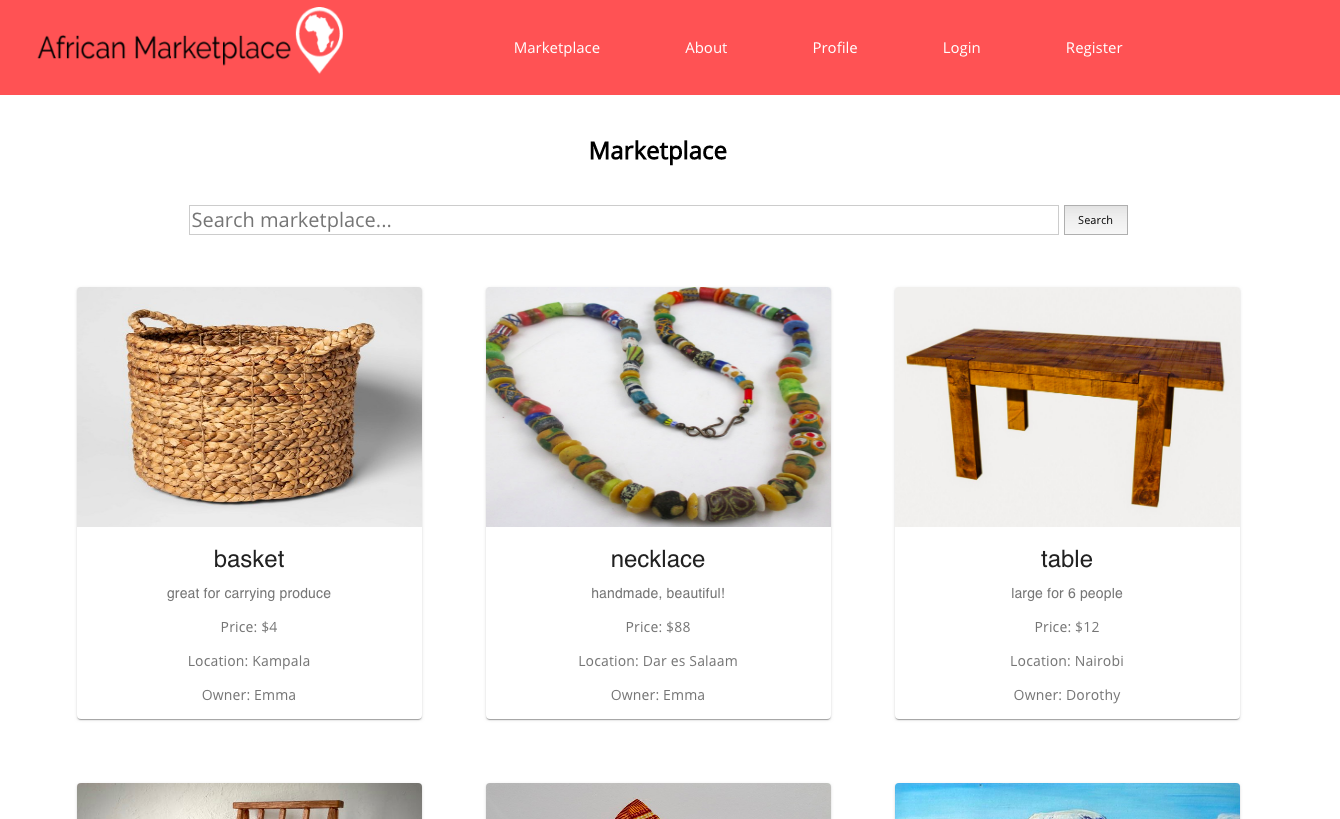 African Marketplace
Marketplace About Profile Login Register
Marketplace
Search marketplace... Search
basket
great for carrying produce
Price: $4
Location: Kampala
Owner: Emma
necklace
handmade, beautiful!
Price: $88
Location: Dar es Salaam
Owner: Emma
table
large for 6 people
Price: $12
Location: Nairobi
Owner: Dorothy